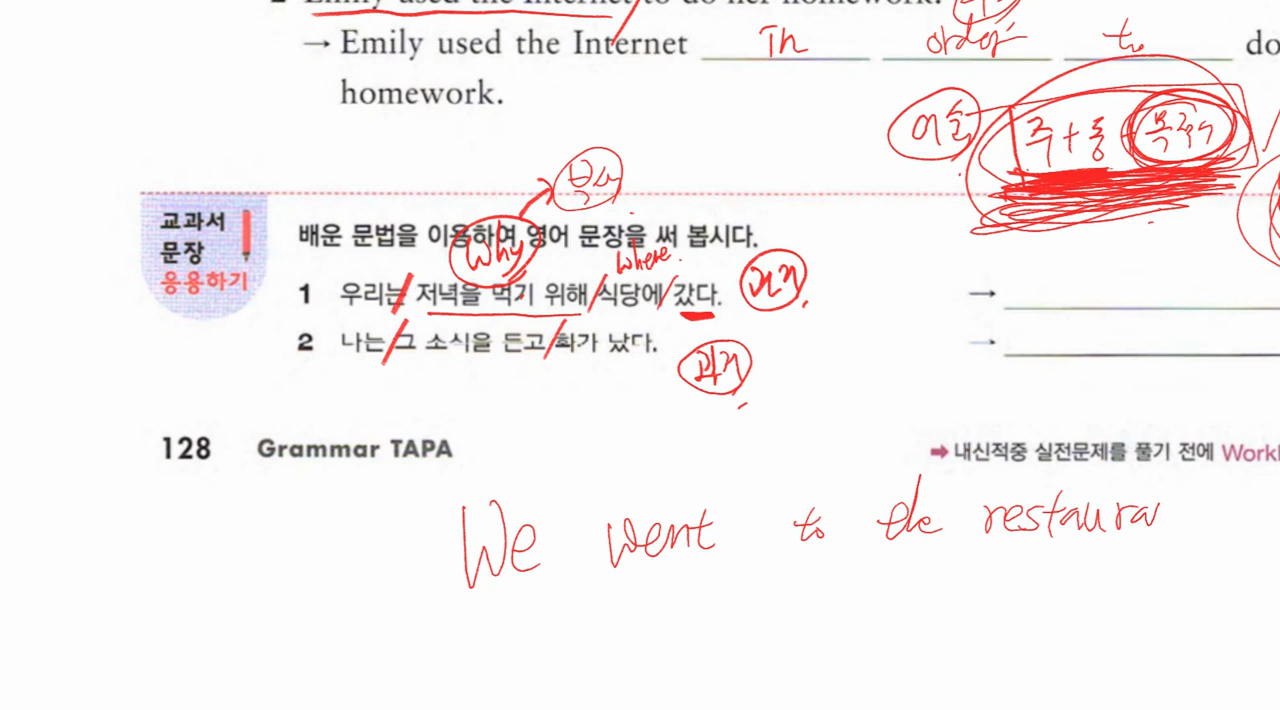 2 Emily used the Internet to do her homework.
→ Emily used the Internet In order to do
homework.
어순 주+동+목적어
부사
교과서
문장
응용하기
배운 문법을 이용하여 영어 문장을 써 봅시다.
why where
1 우리는 저녁을 먹기 위해 식당에 갔다. 과거 →
2 나는 그 소식을 듣고 화가 났다. 과거 →
128 Grammar TAPA
➡ 내신적중 실전문제를 풀기 전에
We went to the restaura